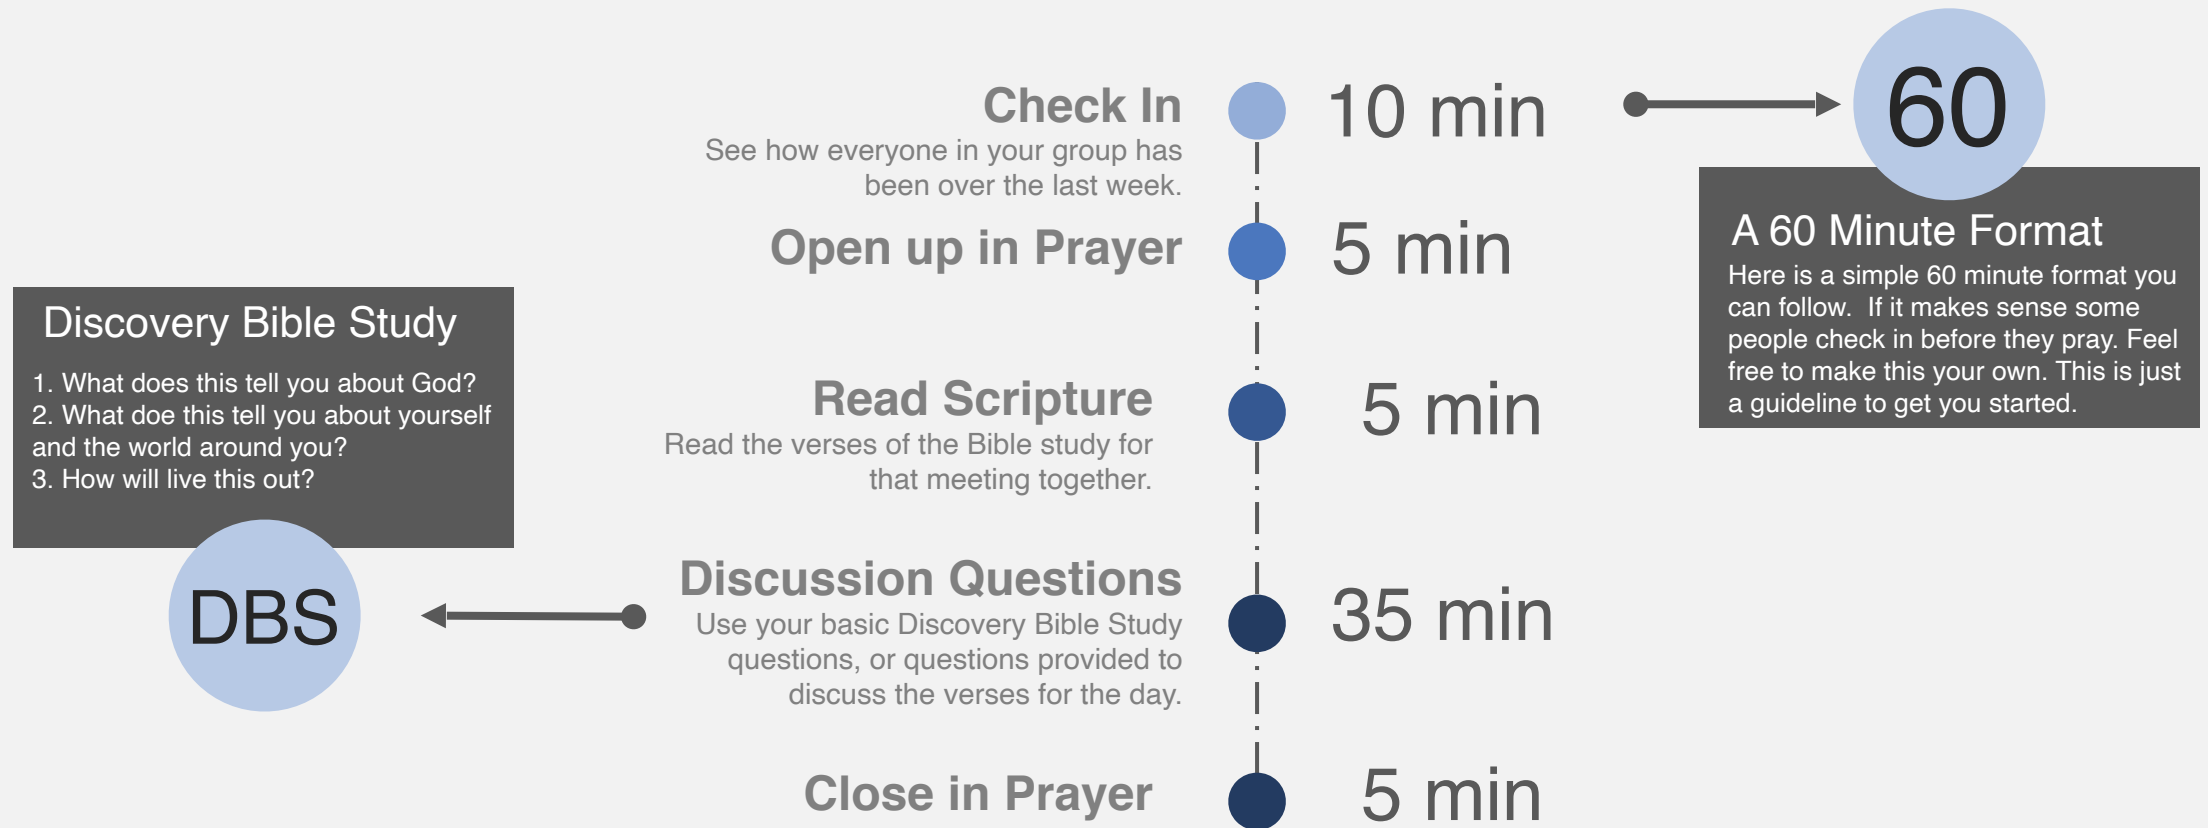 Check In
See how everyone in your group has
been over the last week.
10 min
60
A 60 Minute Format
Here is a simple 60 minute format you
can follow.  If it makes sense some
people check in before they pray. Feel
free to make this your own. This is just
a guideline to get you started.
Open up in Prayer
5 min
Discovery Bible Study
1. What does this tell you about God?
2. What doe this tell you about yourself
and the world around you?
3. How will live this out?
DBS
Read Scripture
Read the verses of the Bible study for
that meeting together.
5 min
Discussion Questions
Use your basic Discovery Bible Study
questions, or questions provided to
discuss the verses for the day.
35 min
Close in Prayer
5 min